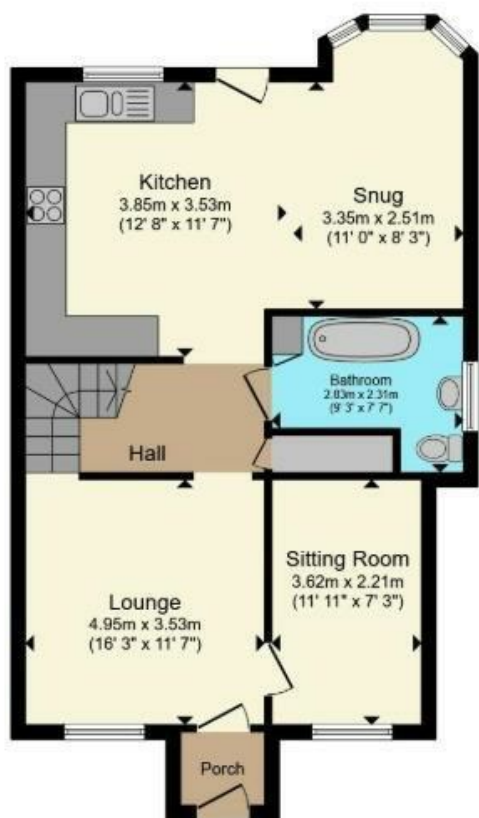 Kitchen
3.85m x 3.53m
(12' 8" x 11' 7")
Snug
3.35m x 2.51m
(11' 0" x 8' 3")
Bathroom
2.83m x 2.31m
(9' 3" x 7' 7")
Hall
Lounge
4.95m x 3.53m
(16' 3" x 11' 7")
Sitting Room
3.62m x 2.21m
(11' 11" x 7' 3")
Porch